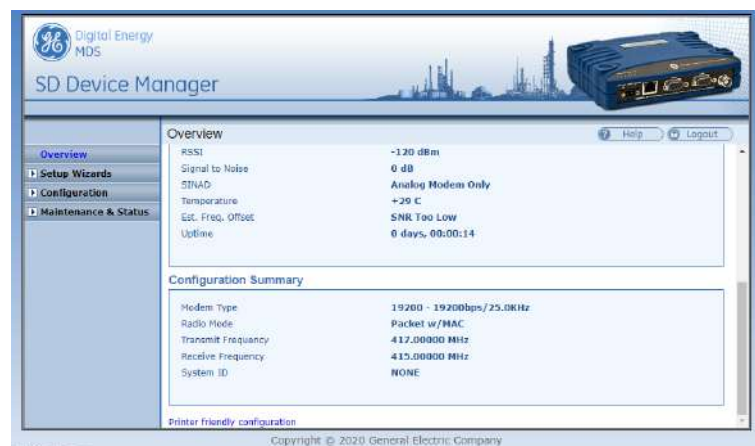 GE
Digital Energy
MDS
SD Device Manager
Overview
Help
Logout
Overview
Setup Wizards
Configuration
Maintenance & Status
RSSI -120 dBm
Signal to Noise 0 dB
SINAD Analog Modem Only
Temperature +29 C
Est. Freq. Offset SNR Too Low
Uptime 0 days, 00:00:14
Configuration Summary
Modem Type 19200 - 19200bps/25.0KHz
Radio Mode Packet w/MAC
Transmit Frequency 417.00000 MHz
Receive Frequency 415.00000 MHz
System ID NONE
Printer friendly configuration
Copyright © 2020 General Electric Company